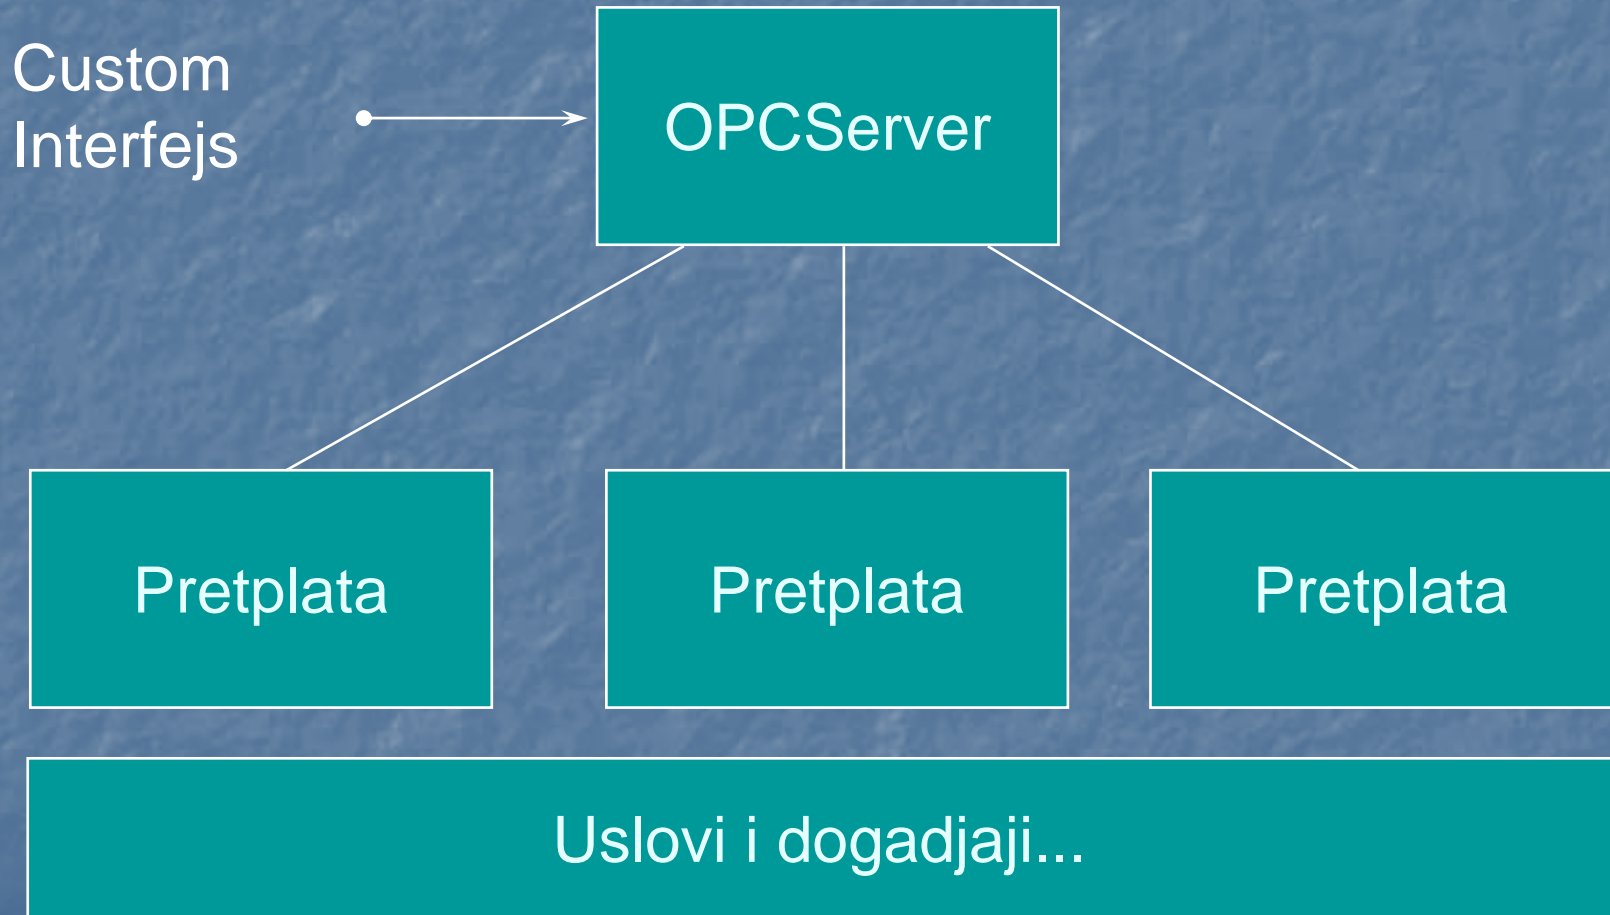 Custom
Interfejs
OPCServer
Pretplata
Pretplata
Pretplata
Uslovi i dogadjaji...